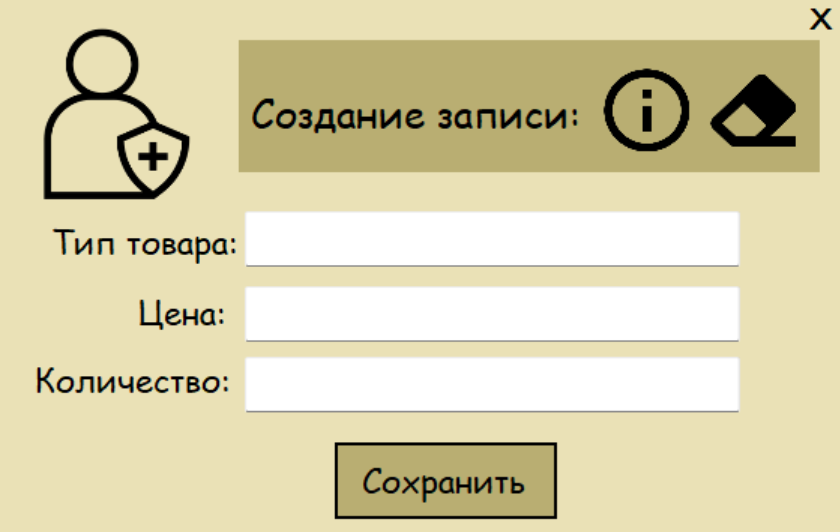 X
Создание записи:
Тип товара:
Цена:
Количество:
Сохранить